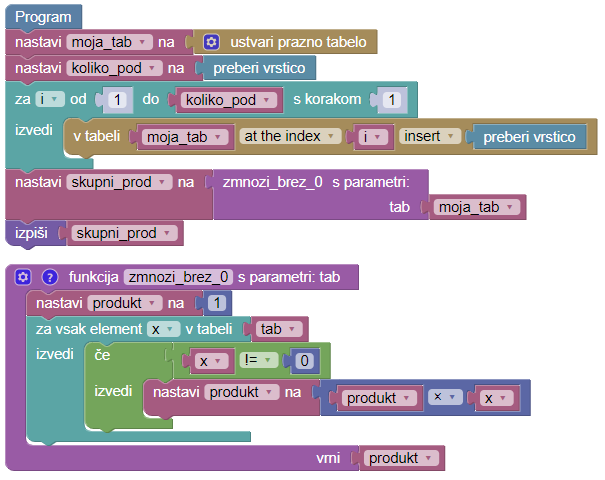 Program
nastavi moja_tab na ustvari prazno tabelo
nastavi koliko_pod na preberi vrstico
za i od 1 do koliko_pod s korakom 1
izvedi v tabeli moja_tab at the index i insert preberi vrstico
nastavi skupni_prod na zmnozi_brez_0 s parametri:
tab moja_tab
izpiši skupni_prod
? funkcija zmnozi_brez_0 s parametri: tab
nastavi produkt na 1
za vsak element x v tabeli tab
izvedi če x != 0
izvedi nastavi produkt na produkt × x
vrni produkt